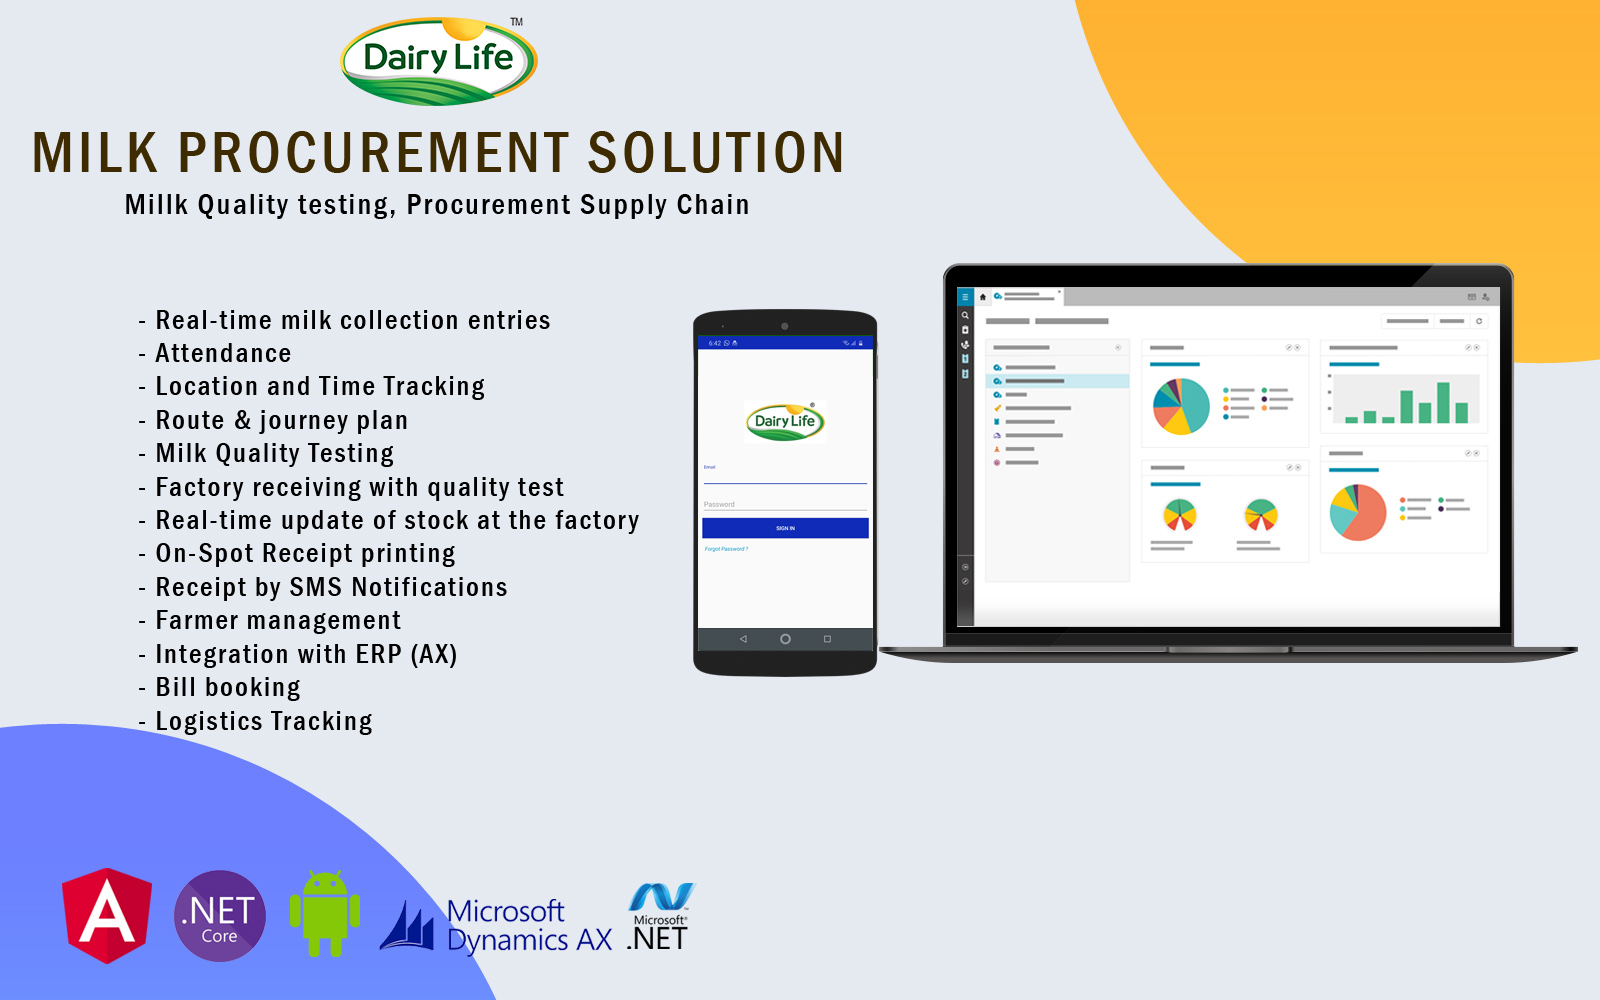 Dairy Life
TM
MILK PROCUREMENT SOLUTION
Millk Quality testing, Procurement Supply Chain
- Real-time milk collection entries
- Attendance
- Location and Time Tracking
- Route & journey plan
- Milk Quality Testing
- Factory receiving with quality test
- Real-time update of stock at the factory
- On-Spot Receipt printing
- Receipt by SMS Notifications
- Farmer management
- Integration with ERP (AX)
- Bill booking
- Logistics Tracking
6:42
Dairy Life
®
Email
Password
SIGN IN
Forgot Password ?
A
.NET
Core
Microsoft
Dynamics AX
Microsoft®
.NET